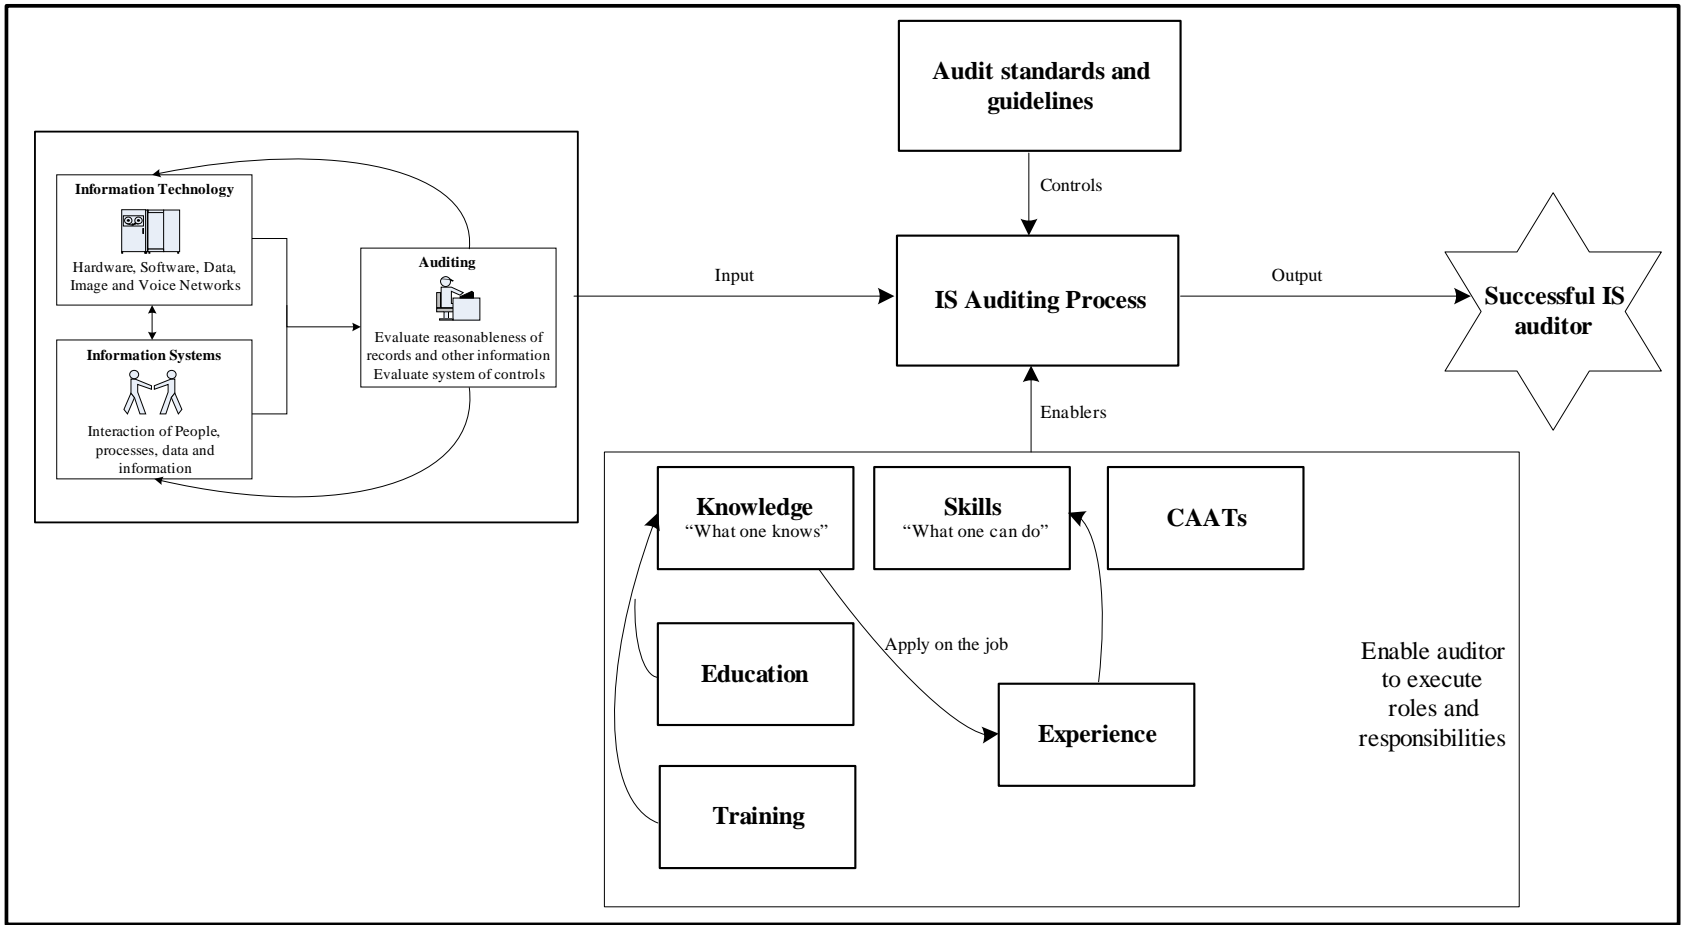 Audit standards and
guidelines
Controls
Information Technology
Hardware, Software, Data,
Image and Voice Networks
Information Systems
Interaction of People,
processes, data and
information
Auditing
Evaluate reasonableness of
records and other information
Evaluate system of controls
Input
IS Auditing Process
Output
Successful IS
auditor
Enablers
Knowledge
“What one knows”
Skills
“What one can do”
CAATs
Education
Apply on the job
Experience
Training
Enable auditor
to execute
roles and
responsibilities